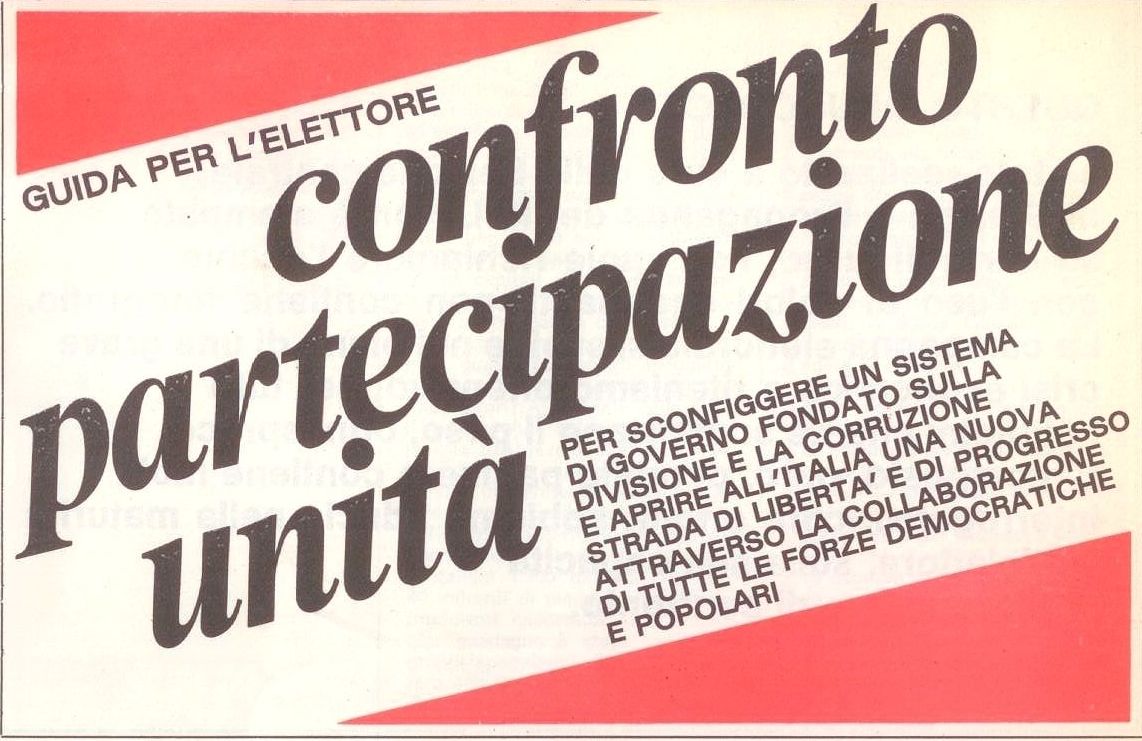 GUIDA PER L'ELETTORE
confronto
partecipazione
unità
PER SCONFIGGERE UN SISTEMA
DI GOVERNO FONDATO SULLA
DIVISIONE E LA CORRUZIONE
E APRIRE ALL'ITALIA UNA NUOVA
STRADA DI LIBERTA' E DI PROGRESSO
ATTRAVERSO LA COLLABORAZIONE
DI TUTTE LE FORZE DEMOCRATICHE
E POPOLARI